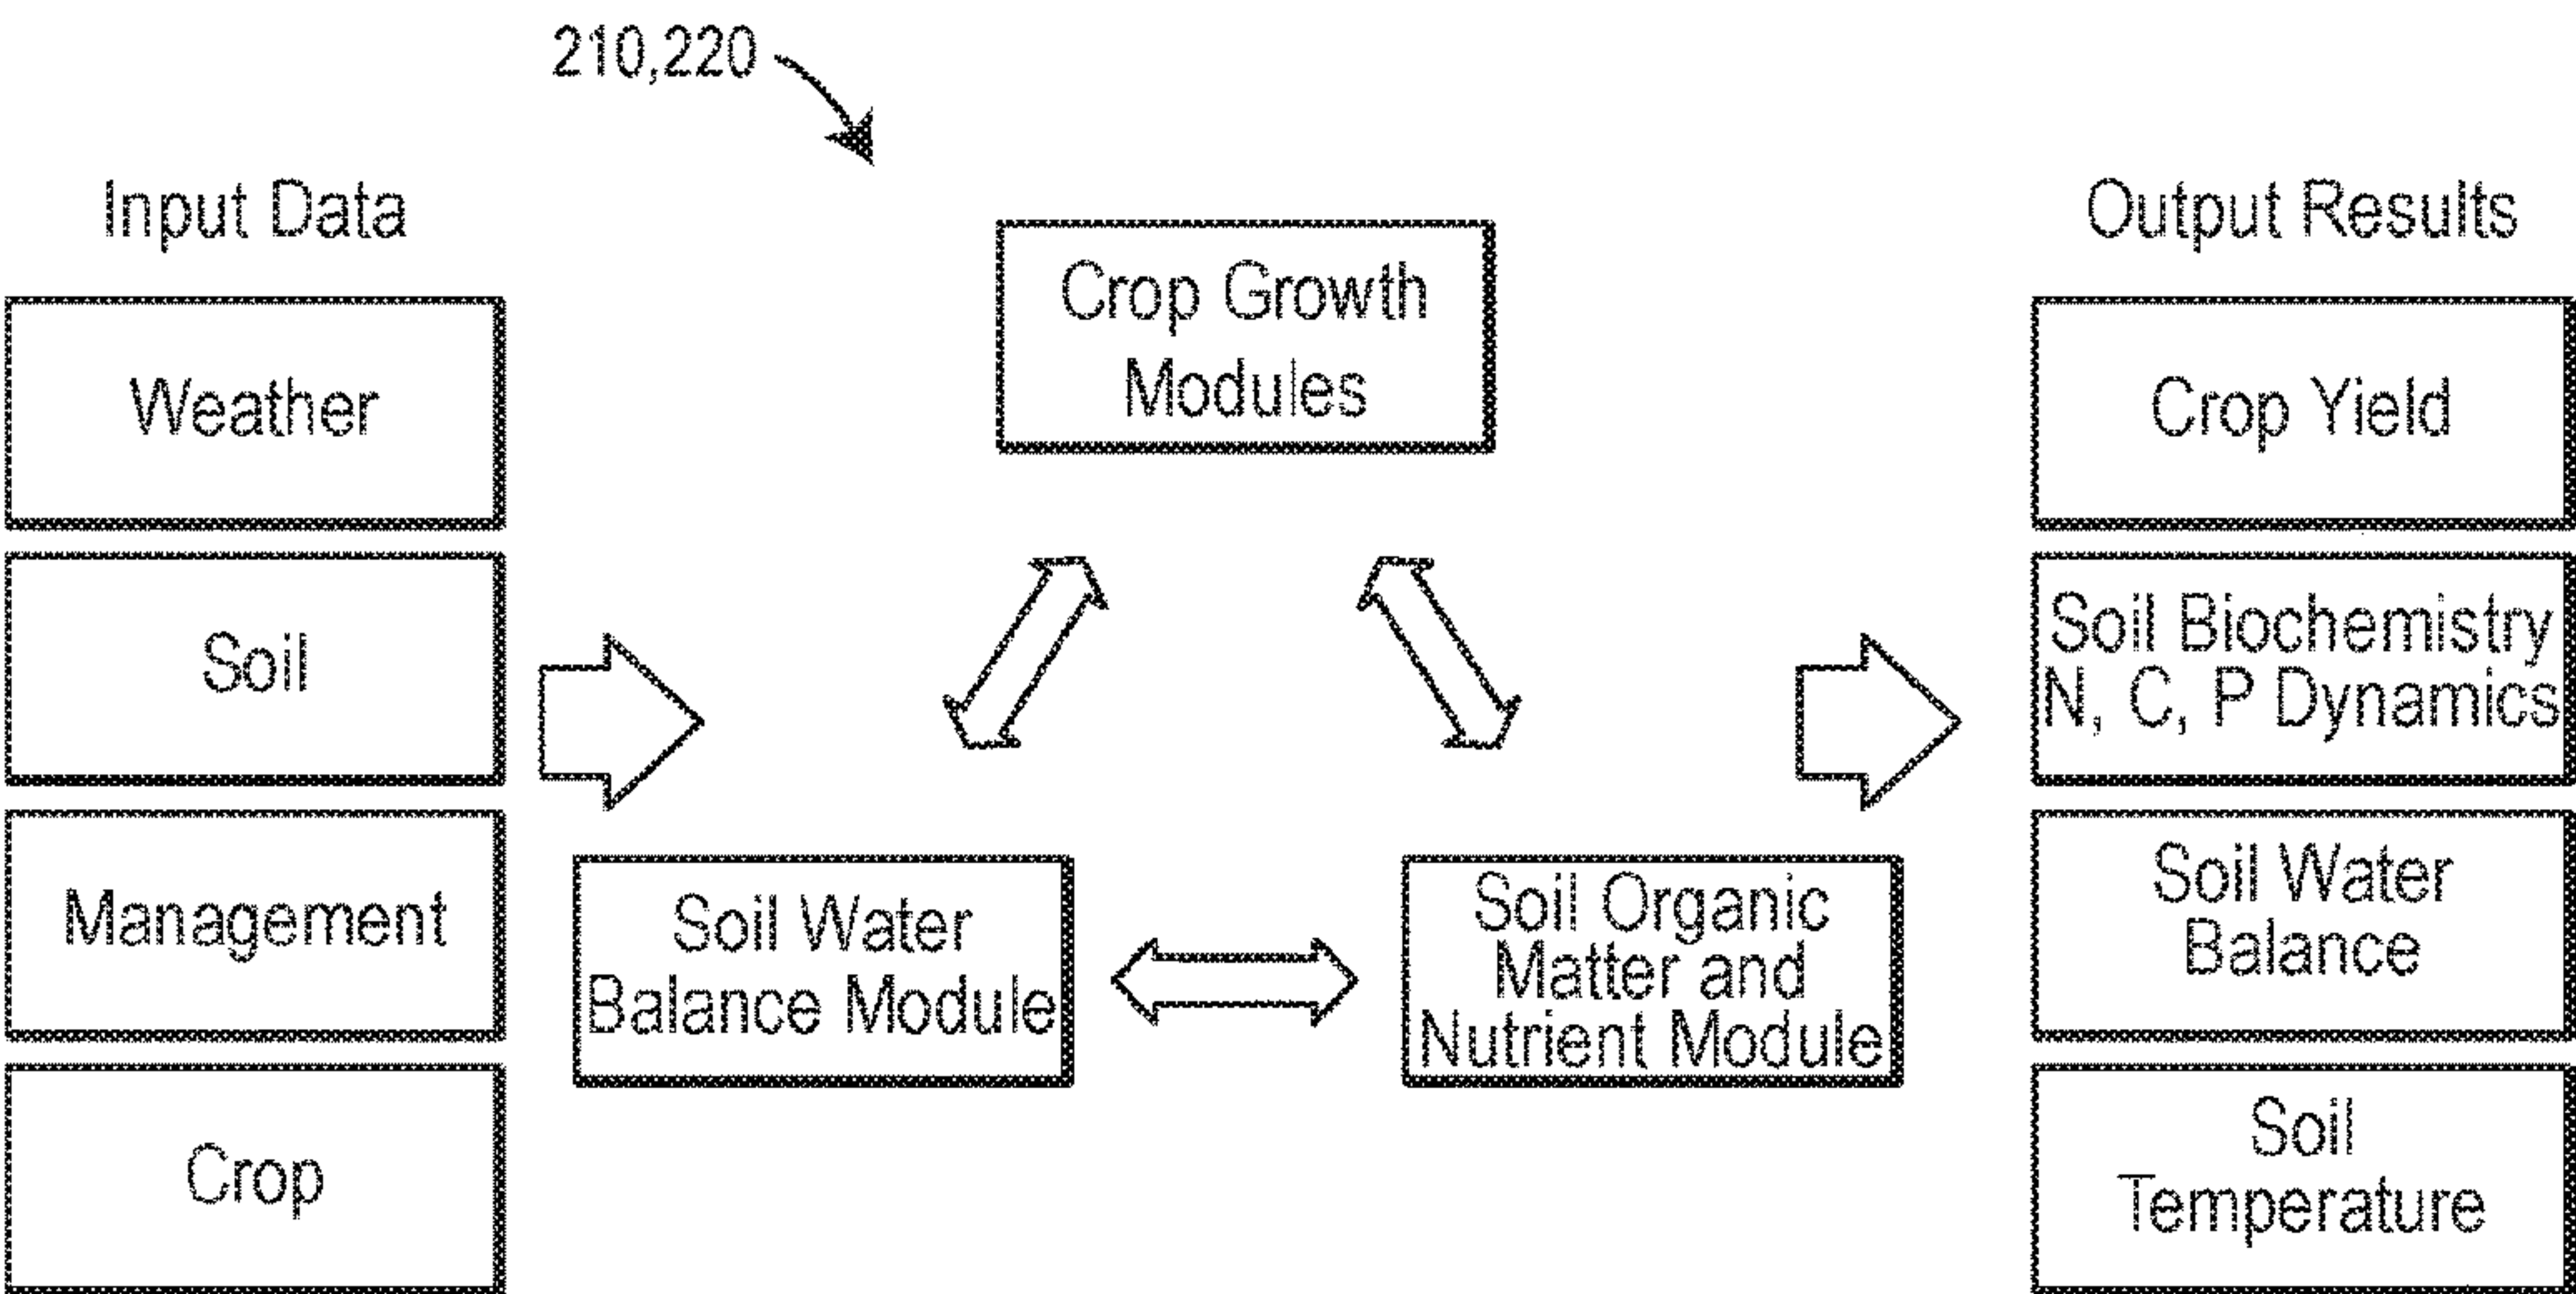 210,220
Input Data
Weather
Soil
Management
Crop
Crop Growth
Modules
Soil Water
Balance Module
Soil Organic
Matter and
Nutrient Module
Output Results
Crop Yield
Soil Biochemistry
N, C, P Dynamics
Soil Water
Balance
Soil
Temperature